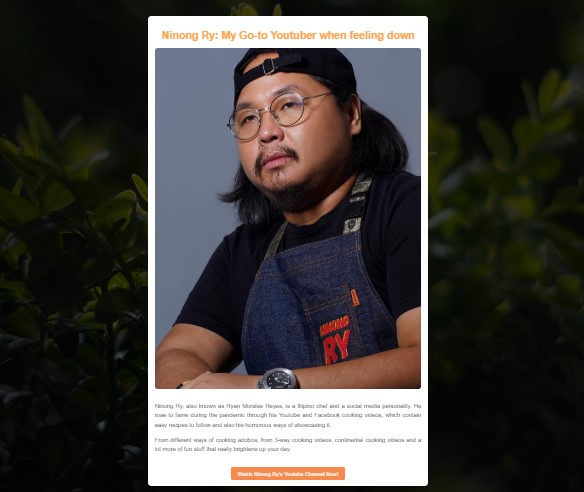 Ninong Ry: My Go-to Youtuber when feeling down
NINONG
RY
Ninong Ry, also known as Ryan Morales Reyes, is a filipino chef and a social media personality. He
rose to fame during the pandemic through his Youtube and Facebook cooking videos, which contain
easy recipes to follow and also his humorous ways of showcasing it.
From different ways of cooking adobos, from 3-way cooking videos, continental cooking videos and a
lot more of fun stuff that really brightens up your day.
Watch Ninong Ry's Youtube Channel Now!